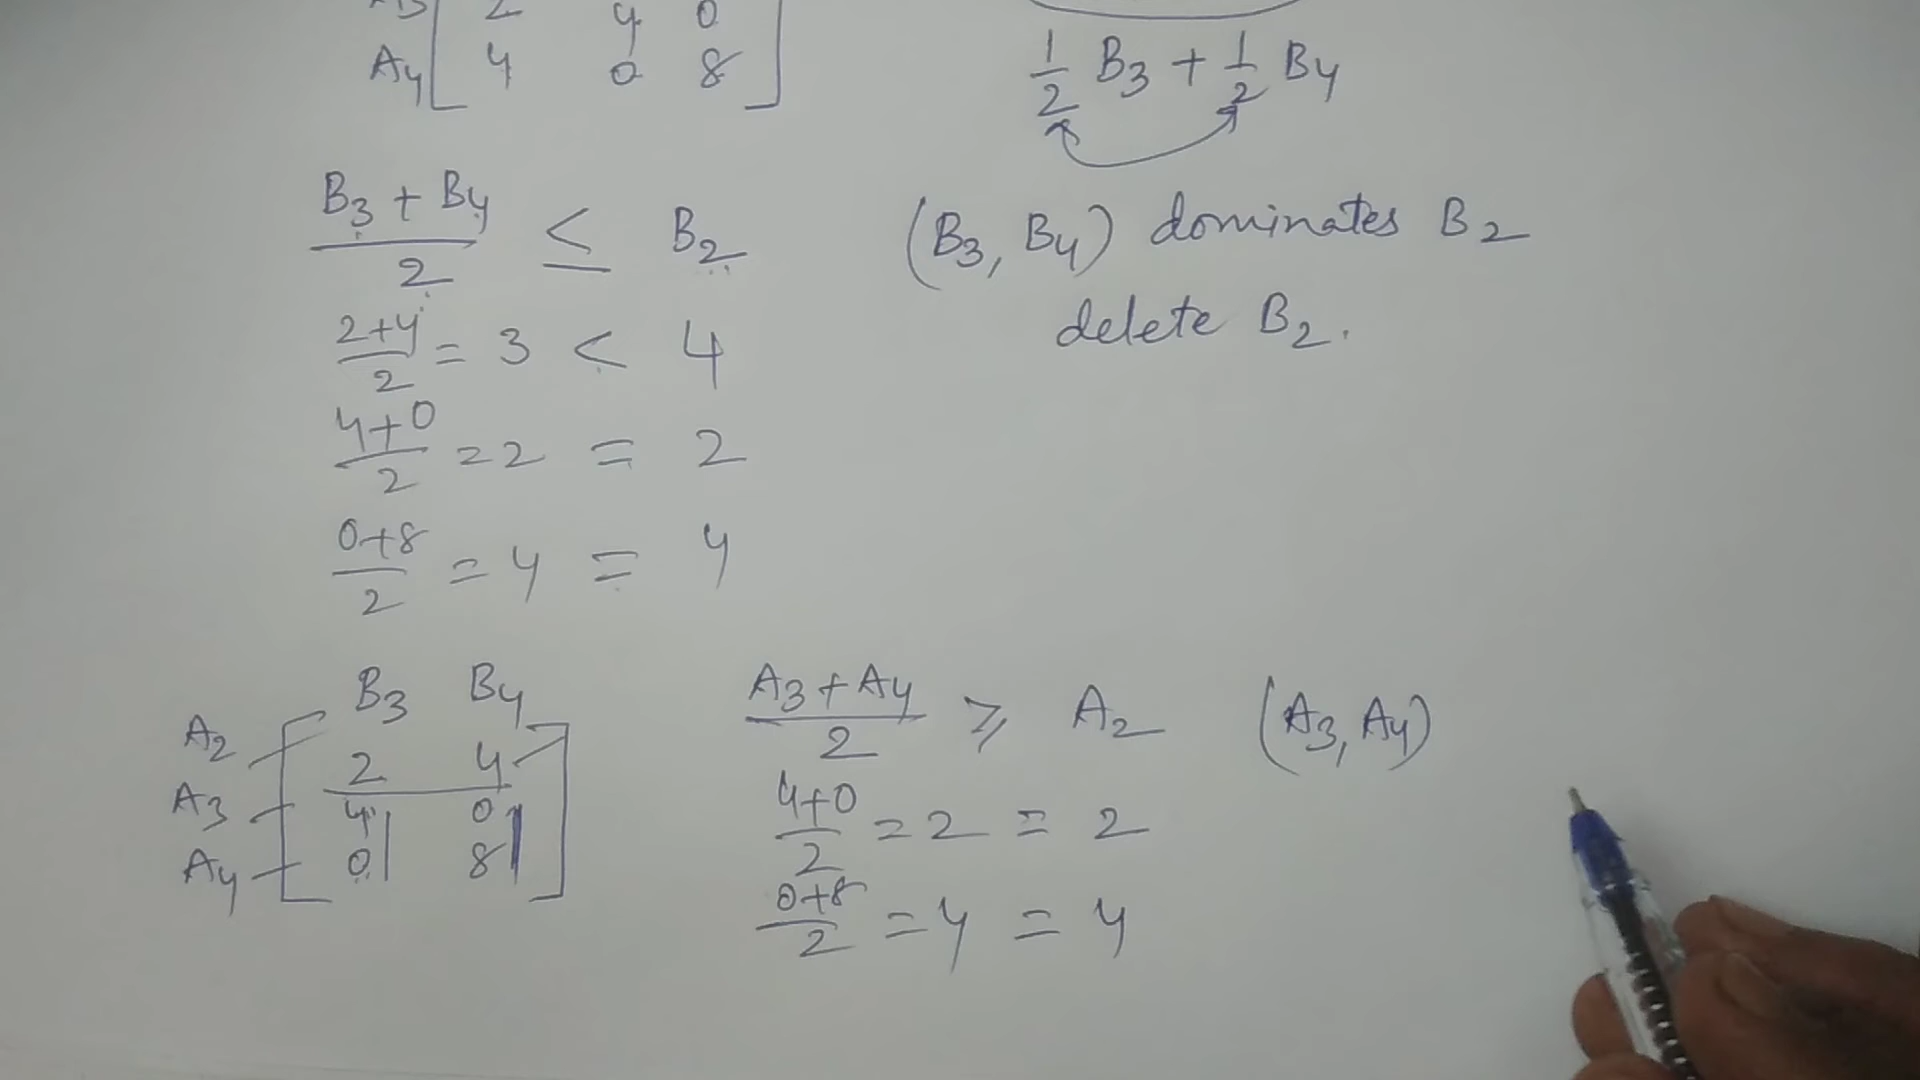 2 4 0
A4 4 0 8
1/2 B3 + 1/2 B4
(B3 + B4)/2 ≤ B2
(B3, B4) dominates B2
delete B2.
(2+4)/2 = 3 < 4
(4+0)/2 = 2 = 2
(0+8)/2 = 4 = 4
B3 B4
A2 2 4
A3 4 0
A4 0 8
(A3 + A4)/2 ≥ A2 (A3, A4)
(4+0)/2 = 2 = 2
(0+8)/2 = 4 = 4